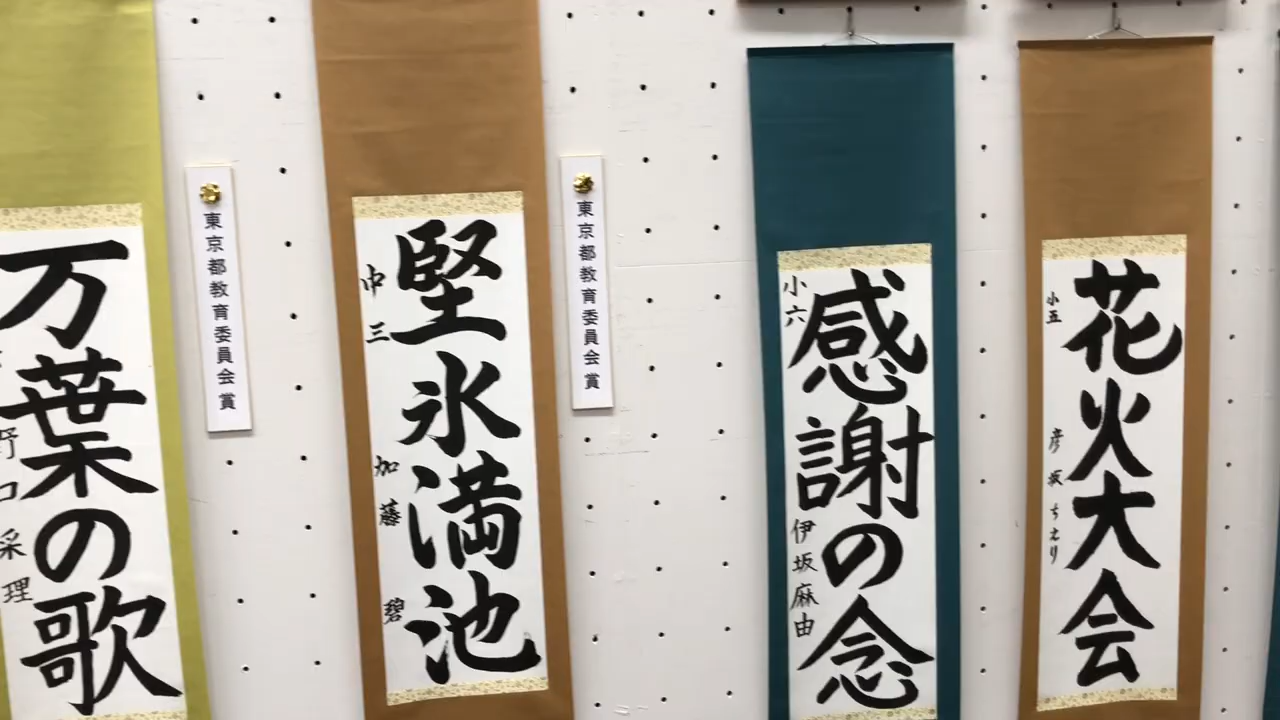 万葉の歌
野口采理
東京都教育委員会賞
堅氷満池
中三
加藤碧
東京都教育委員会賞
感謝の念
小六
伊坂麻由
花火大会
小五
彦坂ちえり